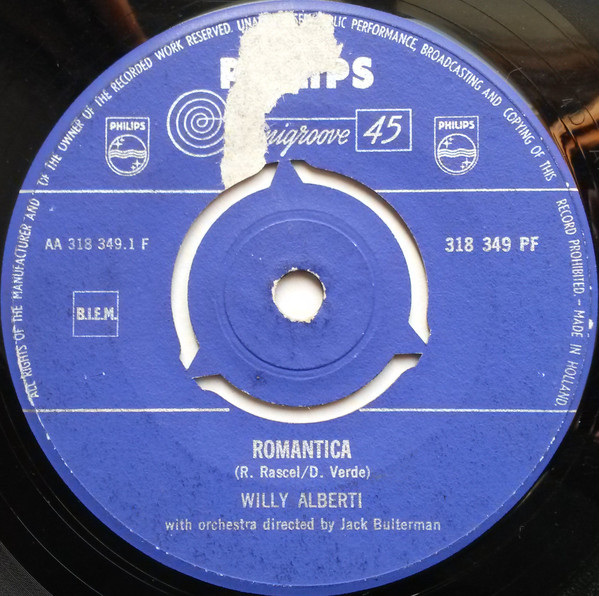 ALL RIGHTS OF THE MANUFACTURER AND OF THE OWNER OF THE RECORDED WORK RESERVED. PUBLIC PERFORMANCE, BROADCASTING AND COPYING OF THIS RECORD PROHIBITED. - MADE IN HOLLAND
PHILIPS
PHILIPS
45
PHILIPS
AA 318 349.1 F
318 349 PF
B.I.E.M.
ROMANTICA
(R. Rascel/D. Verde)
WILLY ALBERTI
with orchestra directed by Jack Bulterman